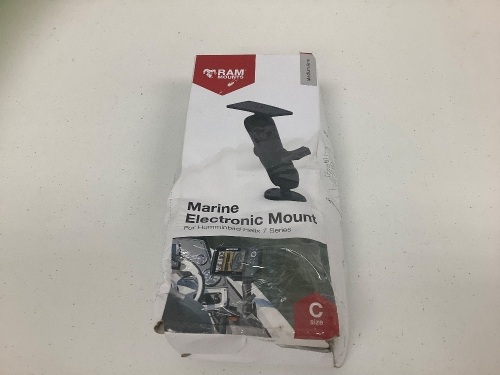 RAM
MOUNTS
Marine
Electronic Mount
For Humminbird Helix 7 Series
C
size